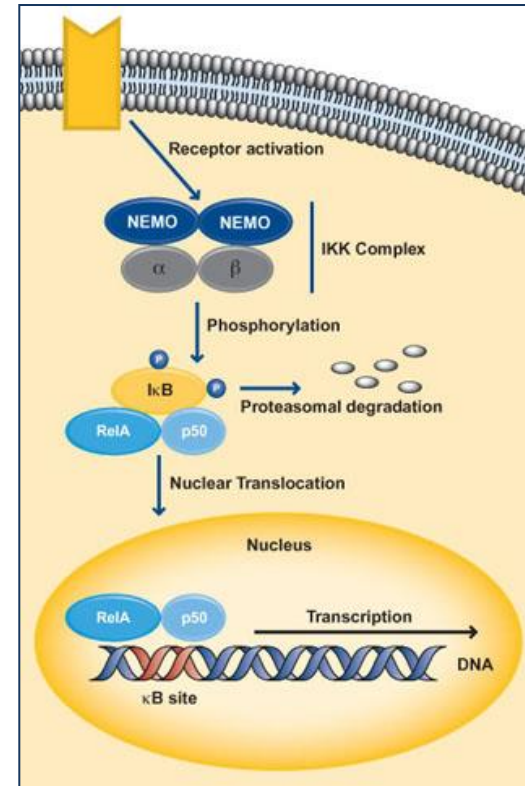 Receptor activation
NEMO NEMO
α β
IKK Complex
Phosphorylation
P
IκB P
Proteasomal degradation
RelA p50
Nuclear Translocation
Nucleus
RelA p50
Transcription
DNA
κB site